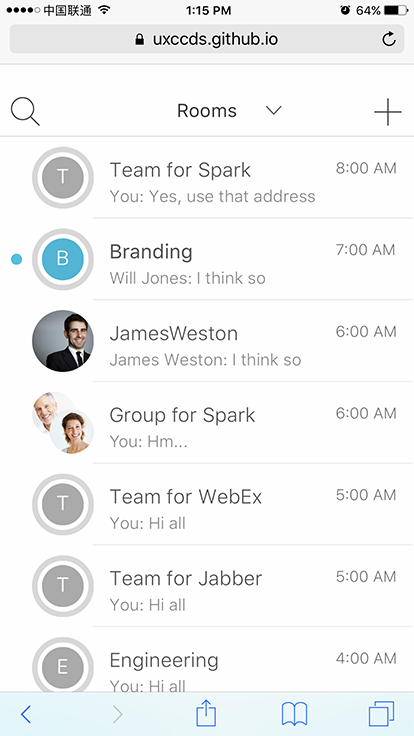 中国联通 1:15 PM 64%
uxccds.github.io
Rooms
T Team for Spark 8:00 AM
You: Yes, use that address
B Branding 7:00 AM
Will Jones: I think so
JamesWeston 6:00 AM
James Weston: I think so
Group for Spark 6:00 AM
You: Hm...
T Team for WebEx 5:00 AM
You: Hi all
T Team for Jabber 5:00 AM
You: Hi all
E Engineering 4:00 AM
You: Hi all